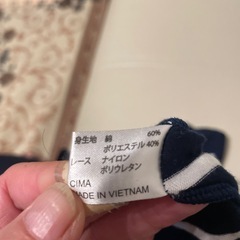 身生地 綿 60%
ポリエステル 40%
レース ナイロン
ポリウレタン
CIMA
MADE IN VIETNAM